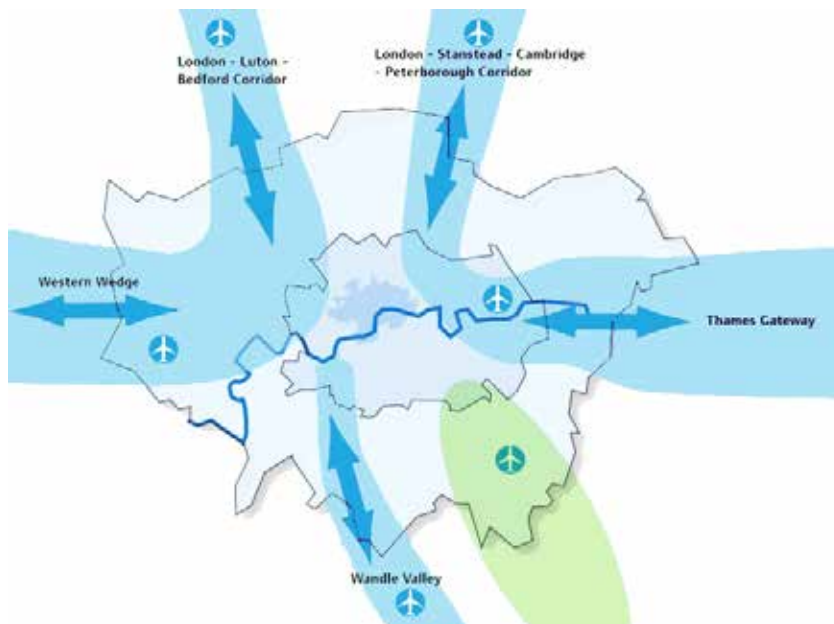 London - Luton -
Bedford Corridor
London - Stanstead - Cambridge
- Peterborough Corridor
Western Wedge
Thames Gateway
Wandle Valley